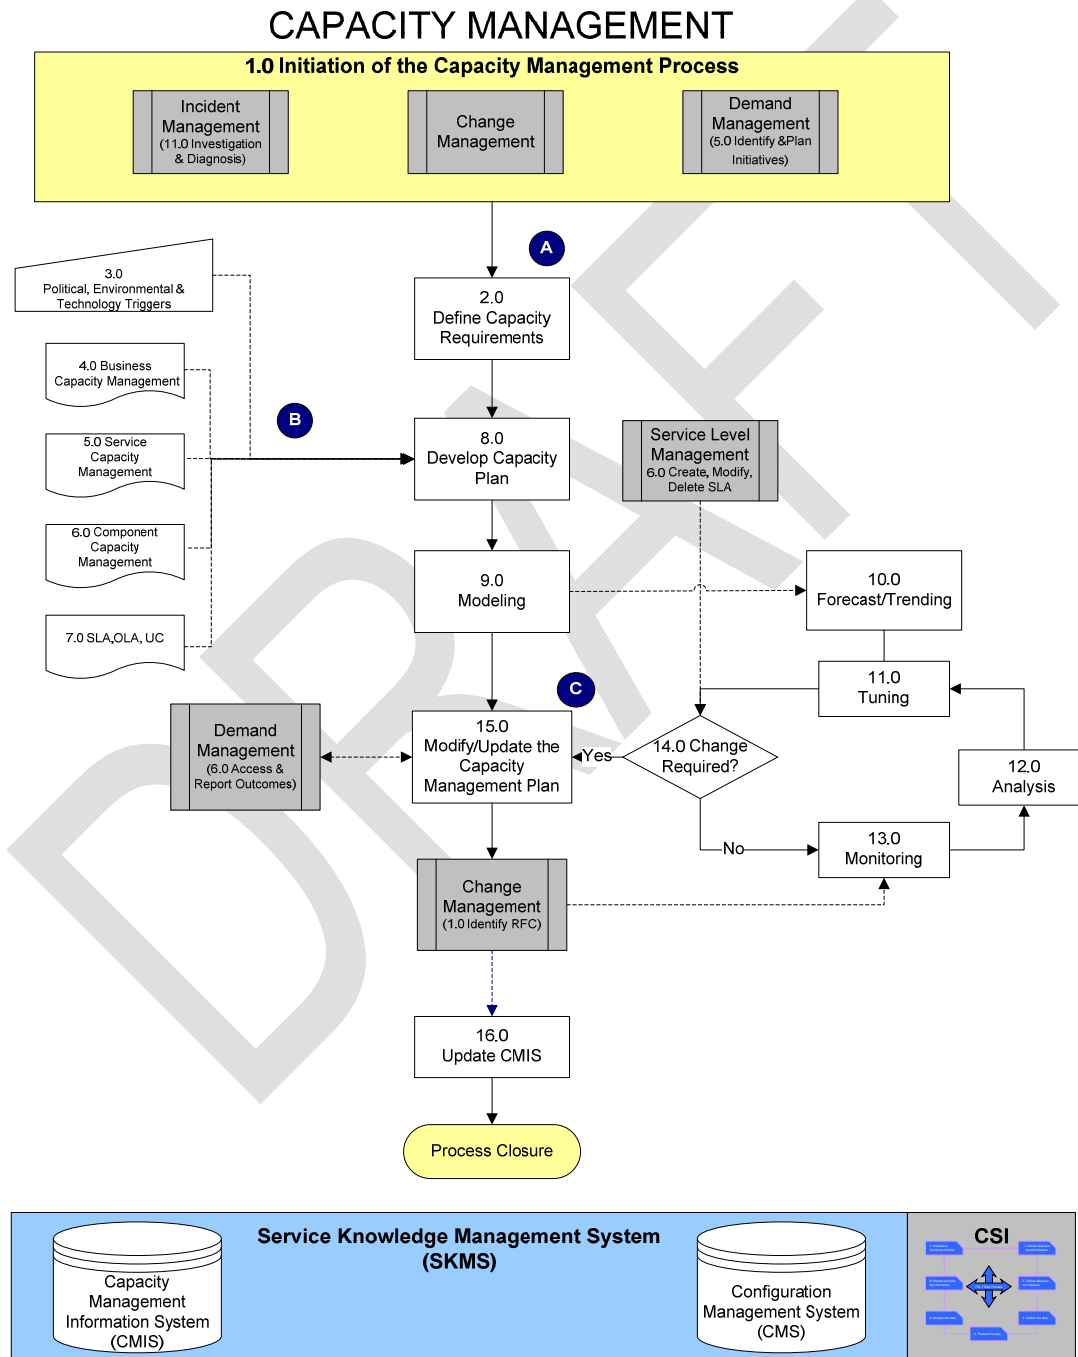 CAPACITY MANAGEMENT
1.0 Initiation of the Capacity Management Process
Incident
Management
(11.0 Investigation
& Diagnosis)
Change
Management
Demand
Management
(5.0 Identify &Plan
Initiatives)
A
3.0
Political, Environmental &
Technology Triggers
2.0
Define Capacity
Requirements
4.0 Business
Capacity Management
B
5.0 Service
Capacity
Management
8.0
Develop Capacity
Plan
Service Level
Management
6.0 Create, Modify,
Delete SLA
6.0 Component
Capacity
Management
9.0
Modeling
10.0
Forecast/Trending
7.0 SLA,OLA, UC
11.0
Tuning
C
Demand
Management
(6.0 Access &
Report Outcomes)
15.0
Modify/Update the
Capacity
Management Plan
Yes
14.0 Change
Required?
12.0
Analysis
No
13.0
Monitoring
Change
Management
(1.0 Identify RFC)
16.0
Update CMIS
Process Closure
DRAFT
Service Knowledge Management System
(SKMS)
Capacity
Management
Information System
(CMIS)
Configuration
Management System
(CMS)
CSI